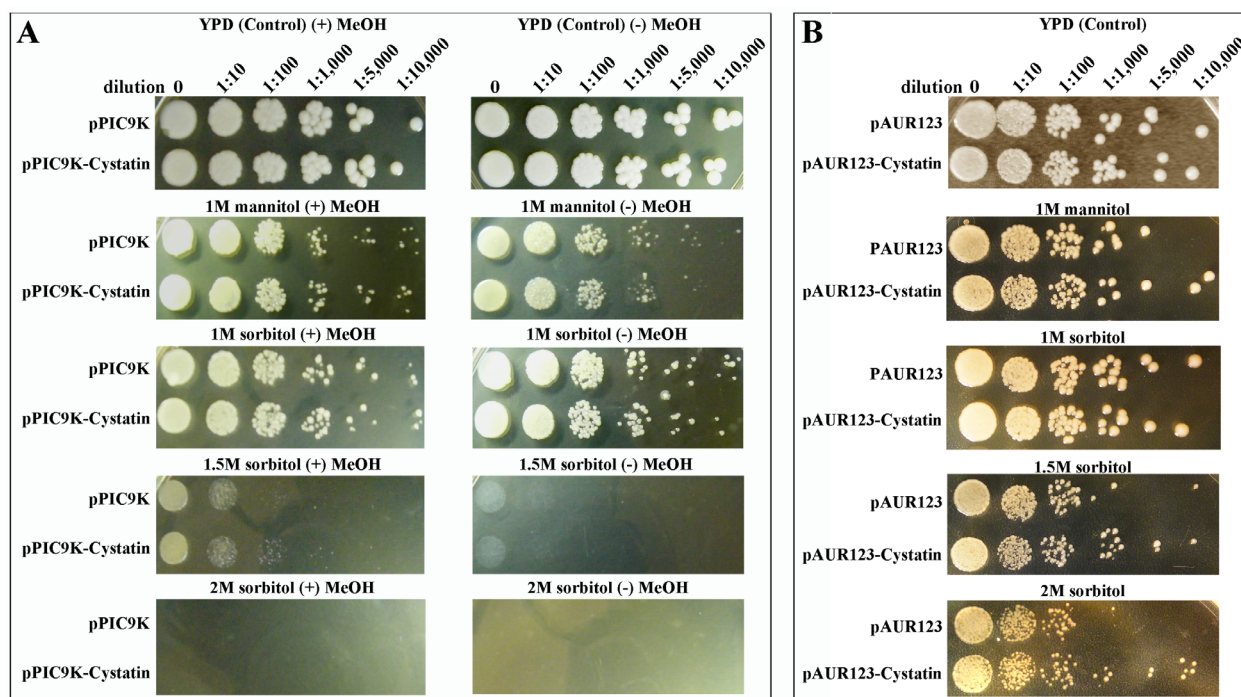 A
YPD (Control) (+) MeOH
YPD (Control) (-) MeOH
dilution 0 1:10 1:100 1:1,000 1:5,000 1:10,000
0 1:10 1:100 1:1,000 1:5,000 1:10,000
pPIC9K
pPIC9K-Cystatin
1M mannitol (+) MeOH
1M mannitol (-) MeOH
pPIC9K
pPIC9K-Cystatin
1M sorbitol (+) MeOH
1M sorbitol (-) MeOH
pPIC9K
pPIC9K-Cystatin
1.5M sorbitol (+) MeOH
1.5M sorbitol (-) MeOH
pPIC9K
pPIC9K-Cystatin
2M sorbitol (+) MeOH
2M sorbitol (-) MeOH
pPIC9K
pPIC9K-Cystatin
B
YPD (Control)
dilution 0 1:10 1:100 1:1000 1:5,000 1:10,000
pAUR123
pAUR123-Cystatin
1M mannitol
PAUR123
pAUR123-Cystatin
1M sorbitol
PAUR123
pAUR123-Cystatin
1.5M sorbitol
pAUR123
pAUR123-Cystatin
2M sorbitol
pAUR123
pAUR123-Cystatin